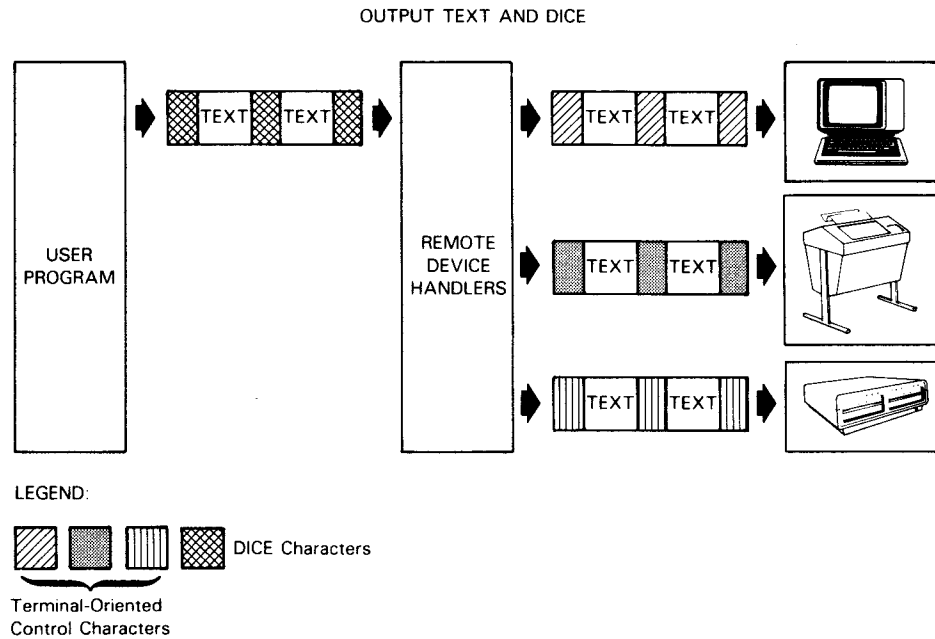 OUTPUT TEXT AND DICE
USER
PROGRAM
TEXT TEXT
REMOTE
DEVICE
HANDLERS
TEXT TEXT
TEXT TEXT
TEXT TEXT
LEGEND:
DICE Characters
Terminal-Oriented
Control Characters